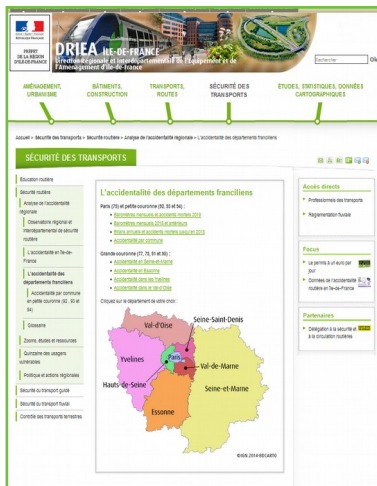 PRÉFET
DE LA RÉGION
D'ILE-DE-FRANCE
DRIEA ÎLE-DE-FRANCE
Direction Régionale et Interdépartementale de l'Équipement et de
l'Aménagement d'Île-de-France
Rechercher
AMÉNAGEMENT,
URBANISME
BÂTIMENTS,
CONSTRUCTION
TRANSPORTS,
ROUTES
SÉCURITÉ DES
TRANSPORTS
ÉTUDES, STATISTIQUES, DONNÉES
CARTOGRAPHIQUES
Accueil > Sécurité des transports > Sécurité routière > Analyse de l'accidentalité régionale > L'accidentalité des départements franciliens
SÉCURITÉ DES TRANSPORTS
Education routière
Sécurité routière
Analyse de l'accidentalité
régionale
Observatoire régional et
interdépartemental de sécurité
routière
L'accidentalité en Ile-de-
France
L'accidentalité des
départements franciliens
Accidentalité par commune
en petite couronne (92, 93 et
94)
Glossaire
Zooms, études et ressources
Quinzaine des usagers
vulnérables
Politique et actions régionales
Sécurité du transport guidé
Sécurité du transport fluvial
Contrôle des transports terrestres
L'accidentalité des départements franciliens
Paris (75) et petite couronne (92, 93 et 94) :
Baromètres mensuels et accidents mortels 2019
Baromètres mensuels 2018 et antérieurs
Bilans annuels et accidents mortels jusqu'en 2018
Accidentalité par commune
Grande couronne (77, 78, 91 et 95) :
Accidentalité en Seine-et-Marne
Accidentalité en Essonne
Accidentalité dans les Yvelines
Accidentalité dans le Val d'Oise
Cliquez sur le département de votre choix :
Val-d'Oise
Seine-Saint-Denis
Yvelines
Paris
Val-de-Marne
Hauts-de-Seine
Seine-et-Marne
Essonne
©IGN 2014-BDCARTO
Accès directs
Professionnels des transports
Réglementation fluviale
Focus
Le permis à un euro par
jour
Données de l'accidentalité
routière en Ile-de-France
Partenaires
Délégation à la sécurité et
à la circulation routières